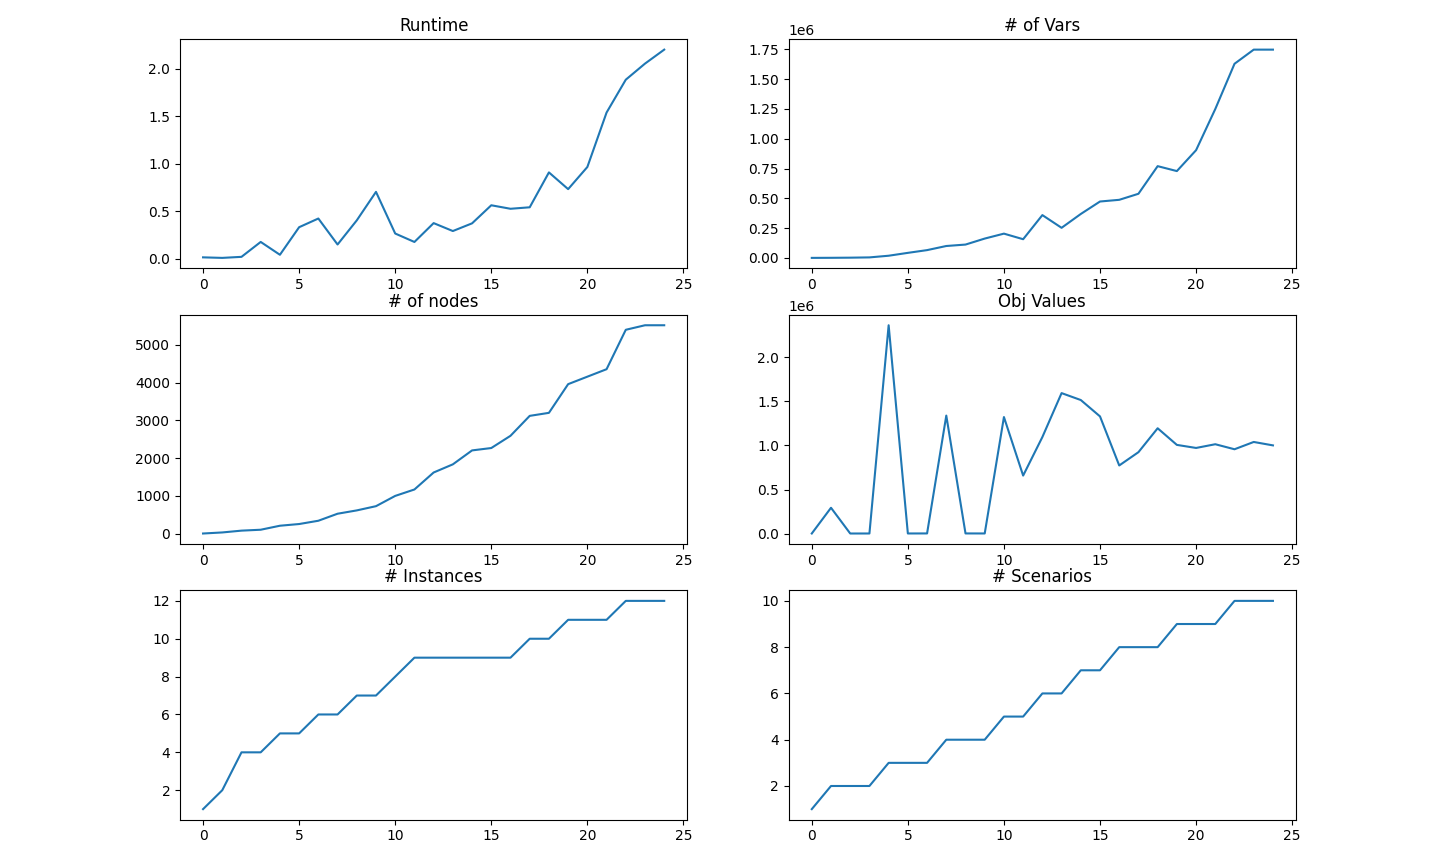 Runtime
2.0
1.5
1.0
0.5
0.0
0 5 10 15 20 25
# of Vars
1e6
1.75
1.50
1.25
1.00
0.75
0.50
0.25
0.00
0 5 10 15 20 25
# of nodes
5000
4000
3000
2000
1000
0
0 5 10 15 20 25
Obj Values
1e6
2.0
1.5
1.0
0.5
0.0
0 5 10 15 20 25
# Instances
12
10
8
6
4
2
0 5 10 15 20 25
# Scenarios
10
8
6
4
2
0 5 10 15 20 25